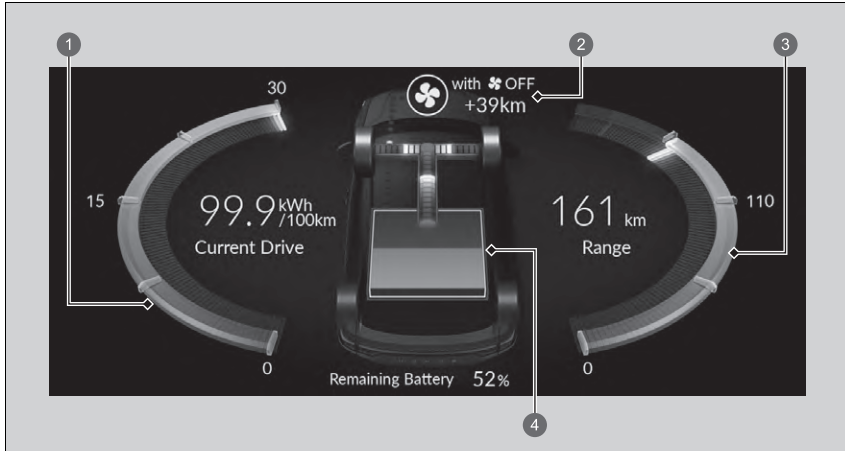 1
2
3
30
with OFF
+39km
15
99.9 kWh
/100km
Current Drive
161 km
Range
110
0
0
Remaining Battery 52%
4